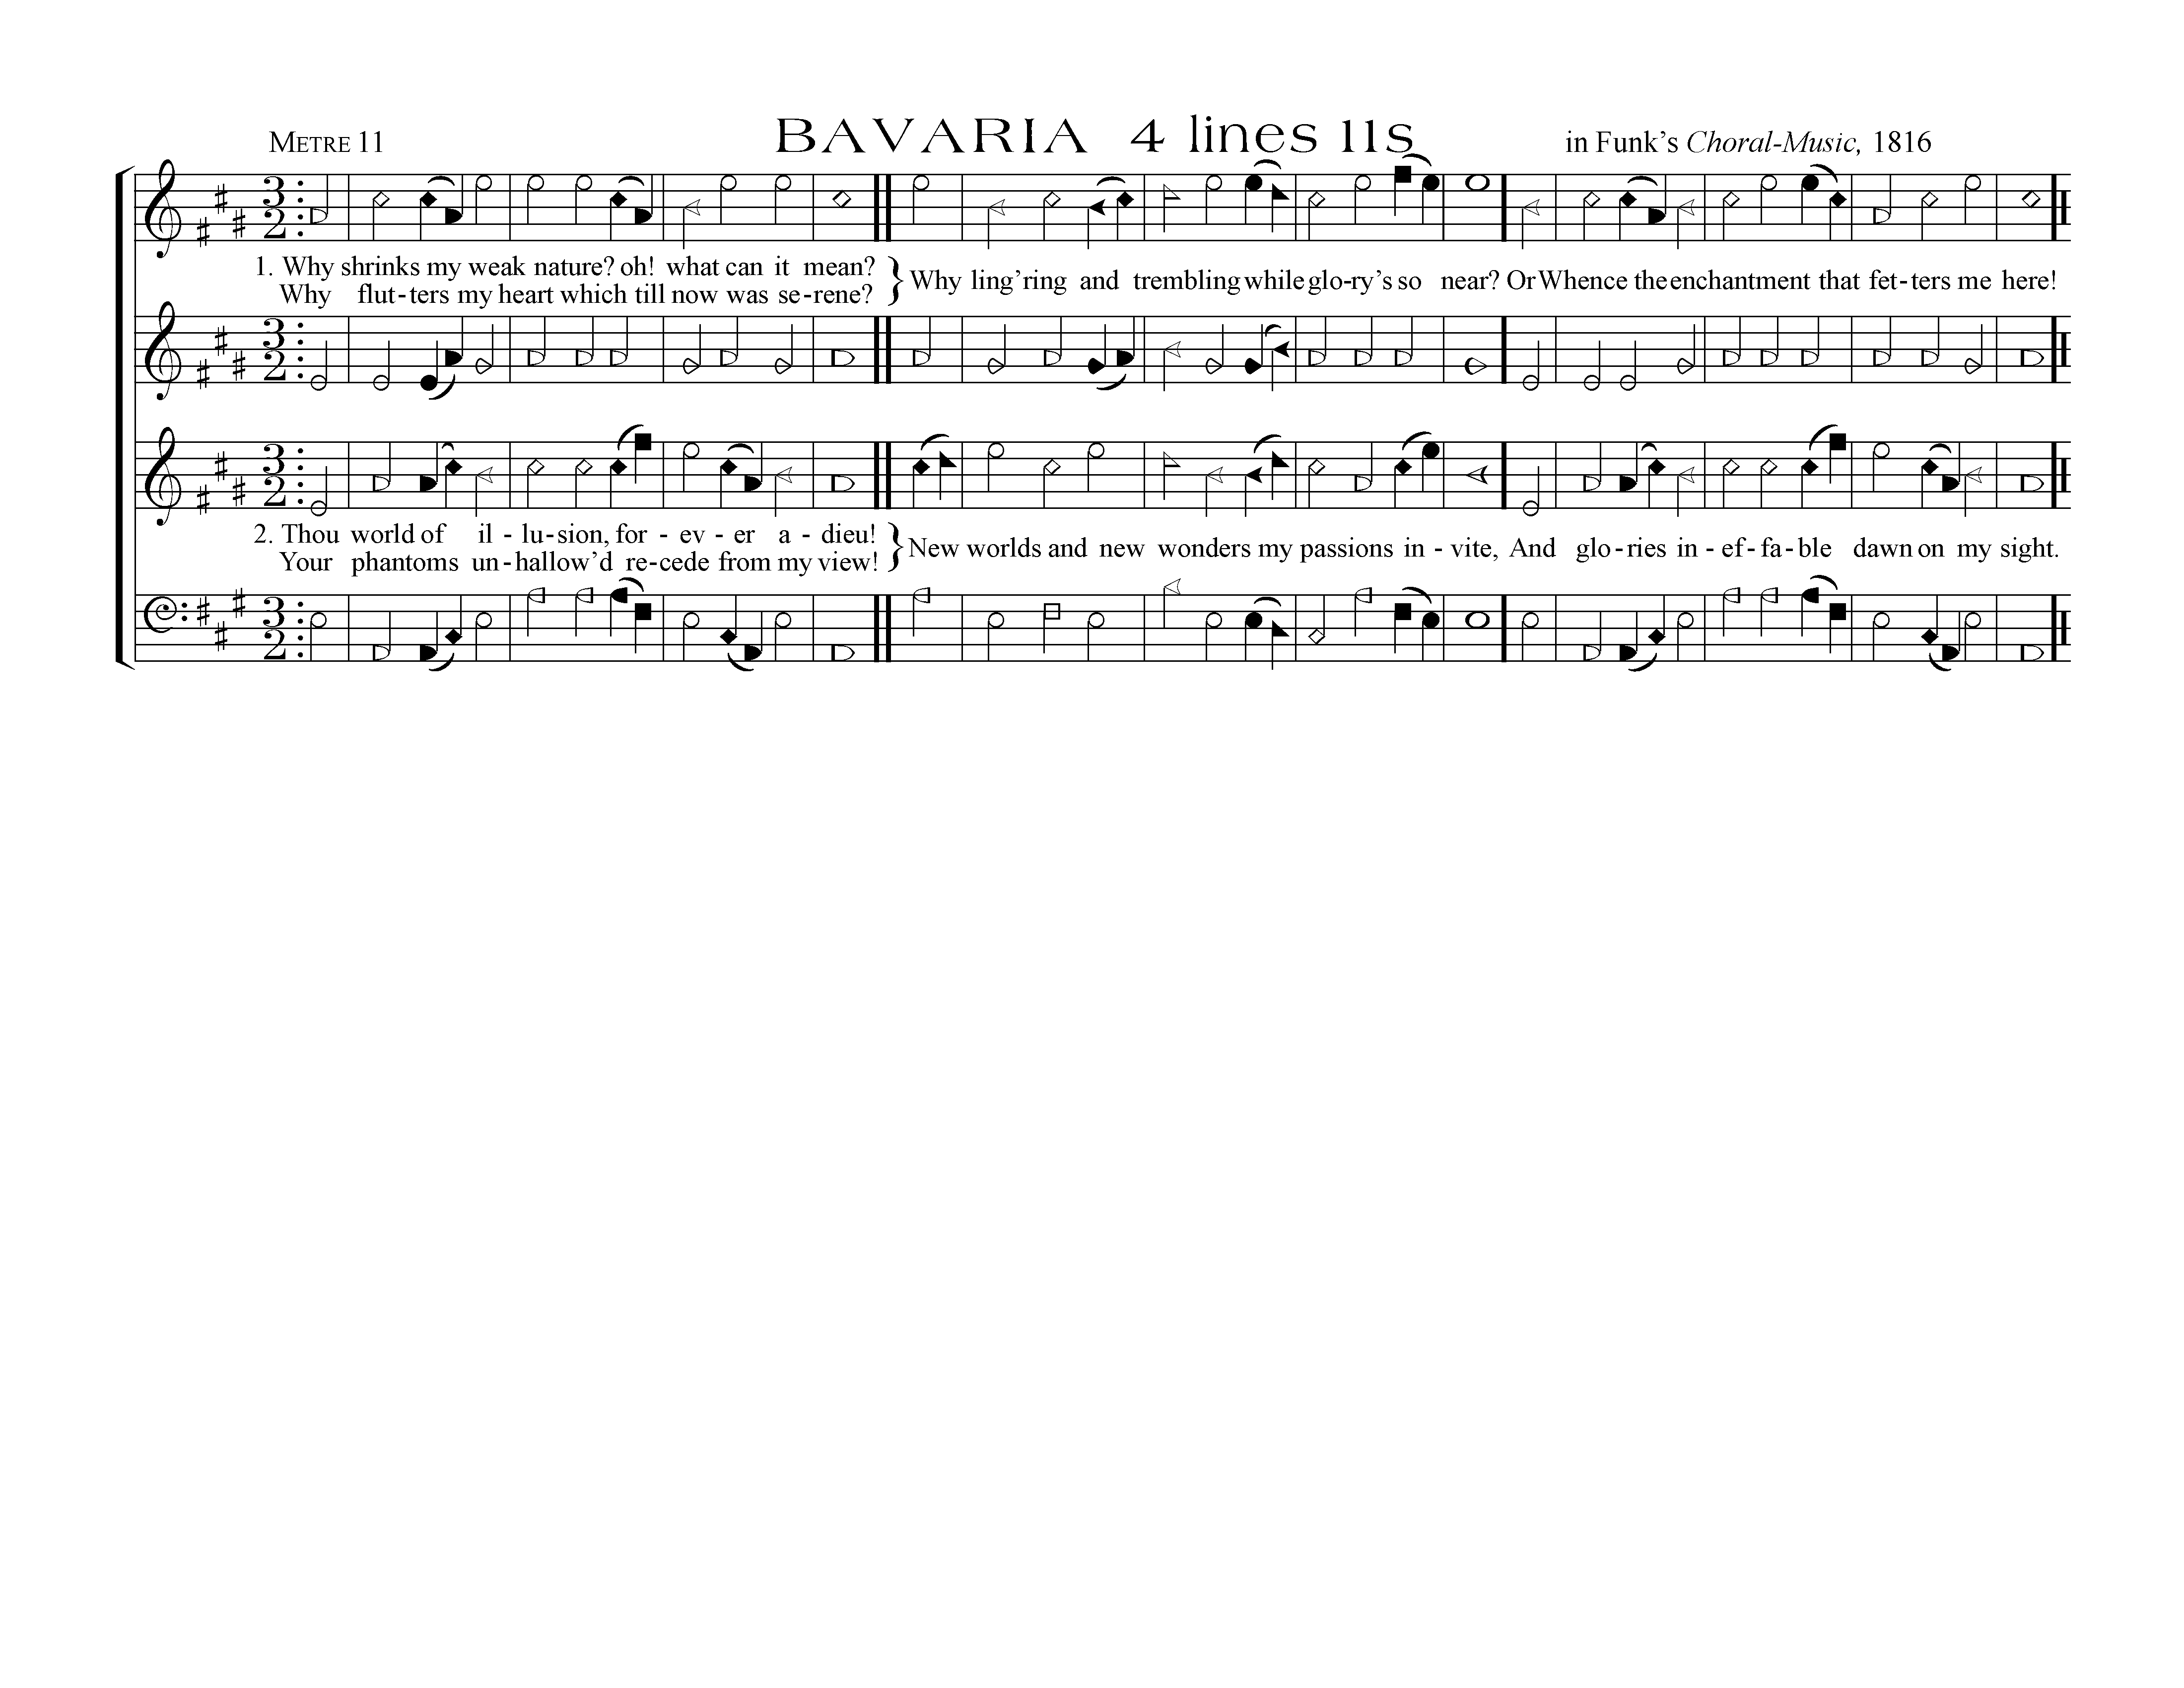 METRE 11
BAVARIA 4 lines 11s
in Funk's Choral-Music, 1816
1. Why shrinks my weak nature? oh! what can it mean?
Why flut-ters my heart which till now was se-rene?
} Why ling'ring and trembling while glo-ry's so near? Or Whence the enchantment that fet-ters me here!
2. Thou world of il-lu-sion, for-ev-er a-dieu!
Your phantoms un-hallow'd re-cede from my view!
} New worlds and new wonders my passions in-vite, And glo-ries in-ef-fa-ble dawn on my sight.